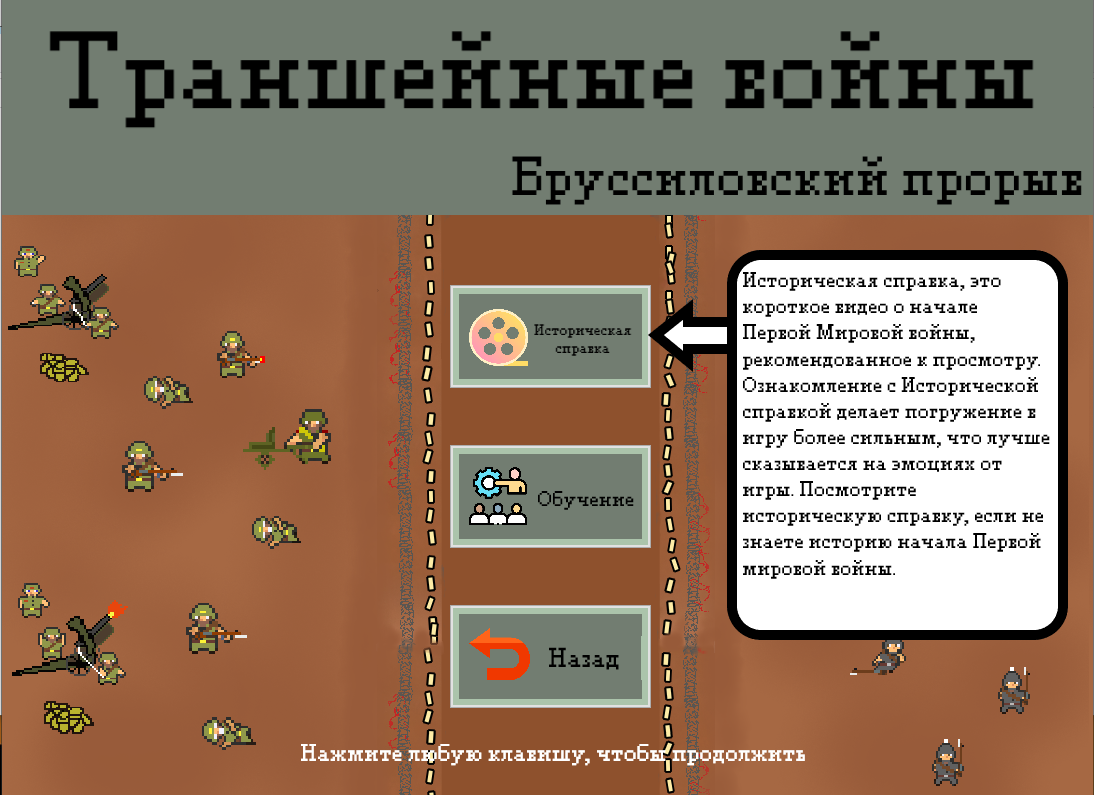 Траншейные войны
Бруссиловский прорыв
Историческая
справка
Историческая справка, это
короткое видео о начале
Первой Мировой войны,
рекомендованное к просмотру.
Ознакомление с Исторической
справкой делает погружение в
игру более сильным, что лучше
сказывается на эмоциях от
игры. Посмотрите
историческую справку, если не
знаете историю начала Первой
мировой войны.
Обучение
Назад
Нажмите любую клавишу, чтобы продолжить